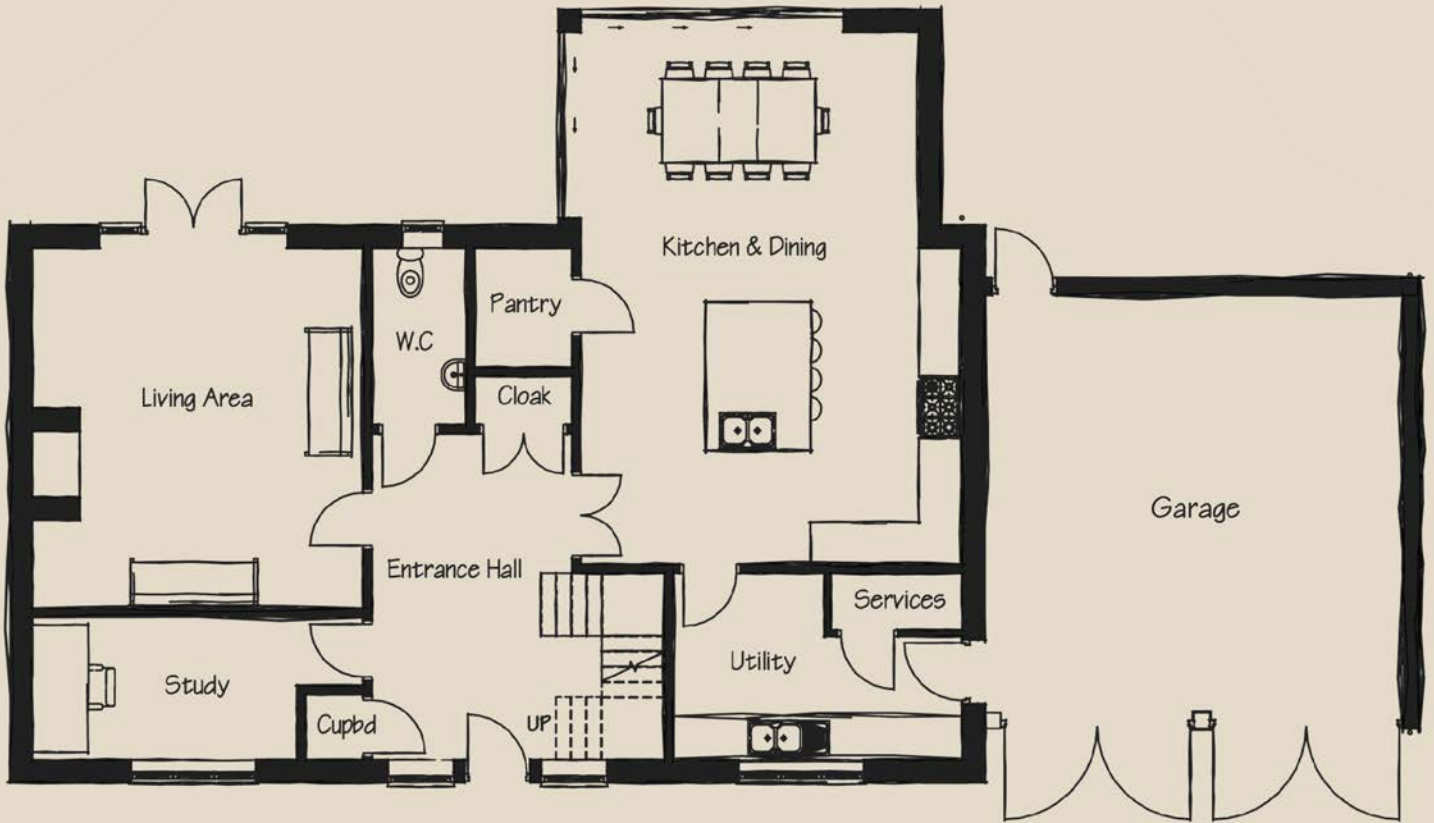 Kitchen & Dining
Pantry
W.C
Living Area
Cloak
Garage
Entrance Hall
Services
Utility
Study
Cupbd
UP